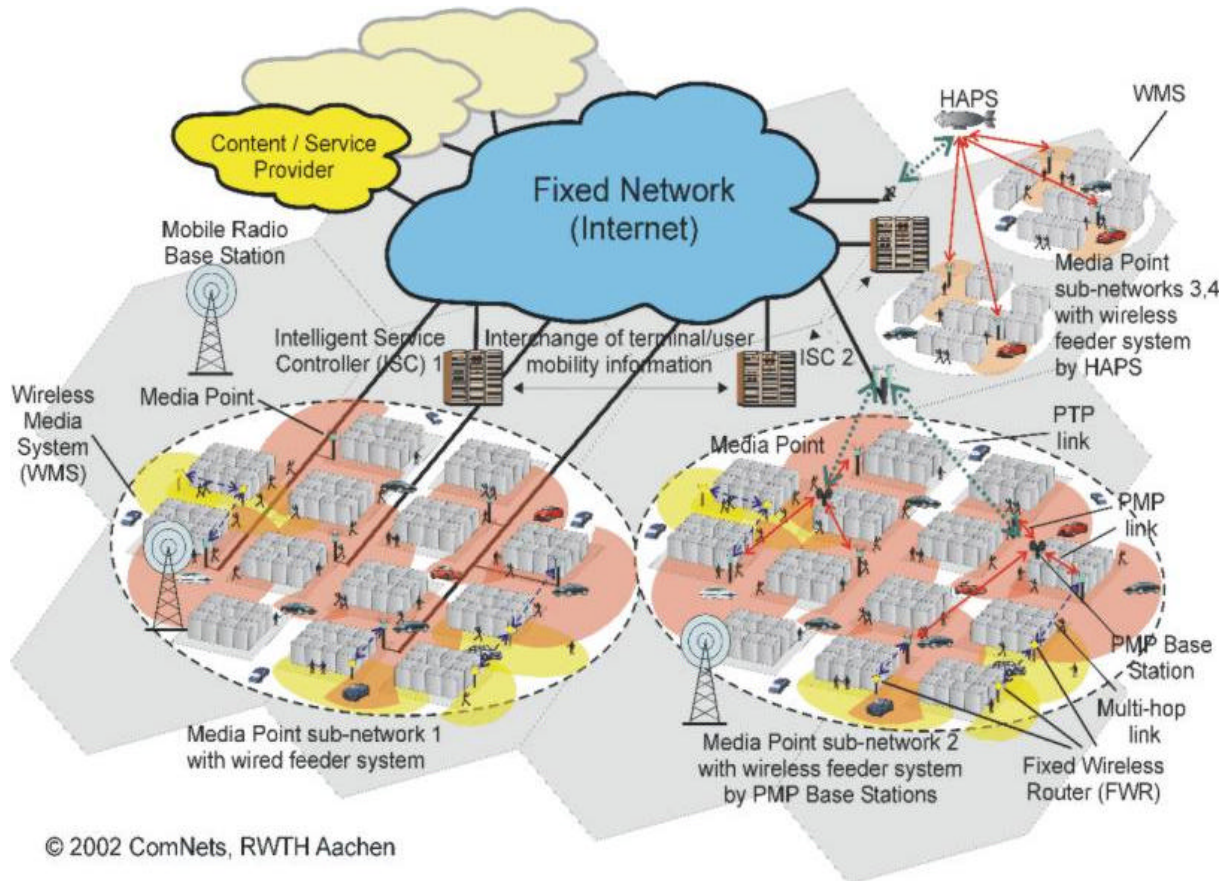 Content / Service
Provider
Fixed Network
(Internet)
HAPS
WMS
Mobile Radio
Base Station
Media Point
sub-networks 3,4
with wireless
feeder system
by HAPS
Intelligent Service
Controller (ISC) 1
Interchange of terminal/user
mobility information
ISC 2
Wireless
Media
System
(WMS)
Media Point
Media Point
PTP
link
PMP
link
PMP Base
Station
Multi-hop
link
Fixed Wireless
Router (FWR)
Media Point sub-network 1
with wired feeder system
Media Point sub-network 2
with wireless feeder system
by PMP Base Stations
© 2002 ComNets, RWTH Aachen